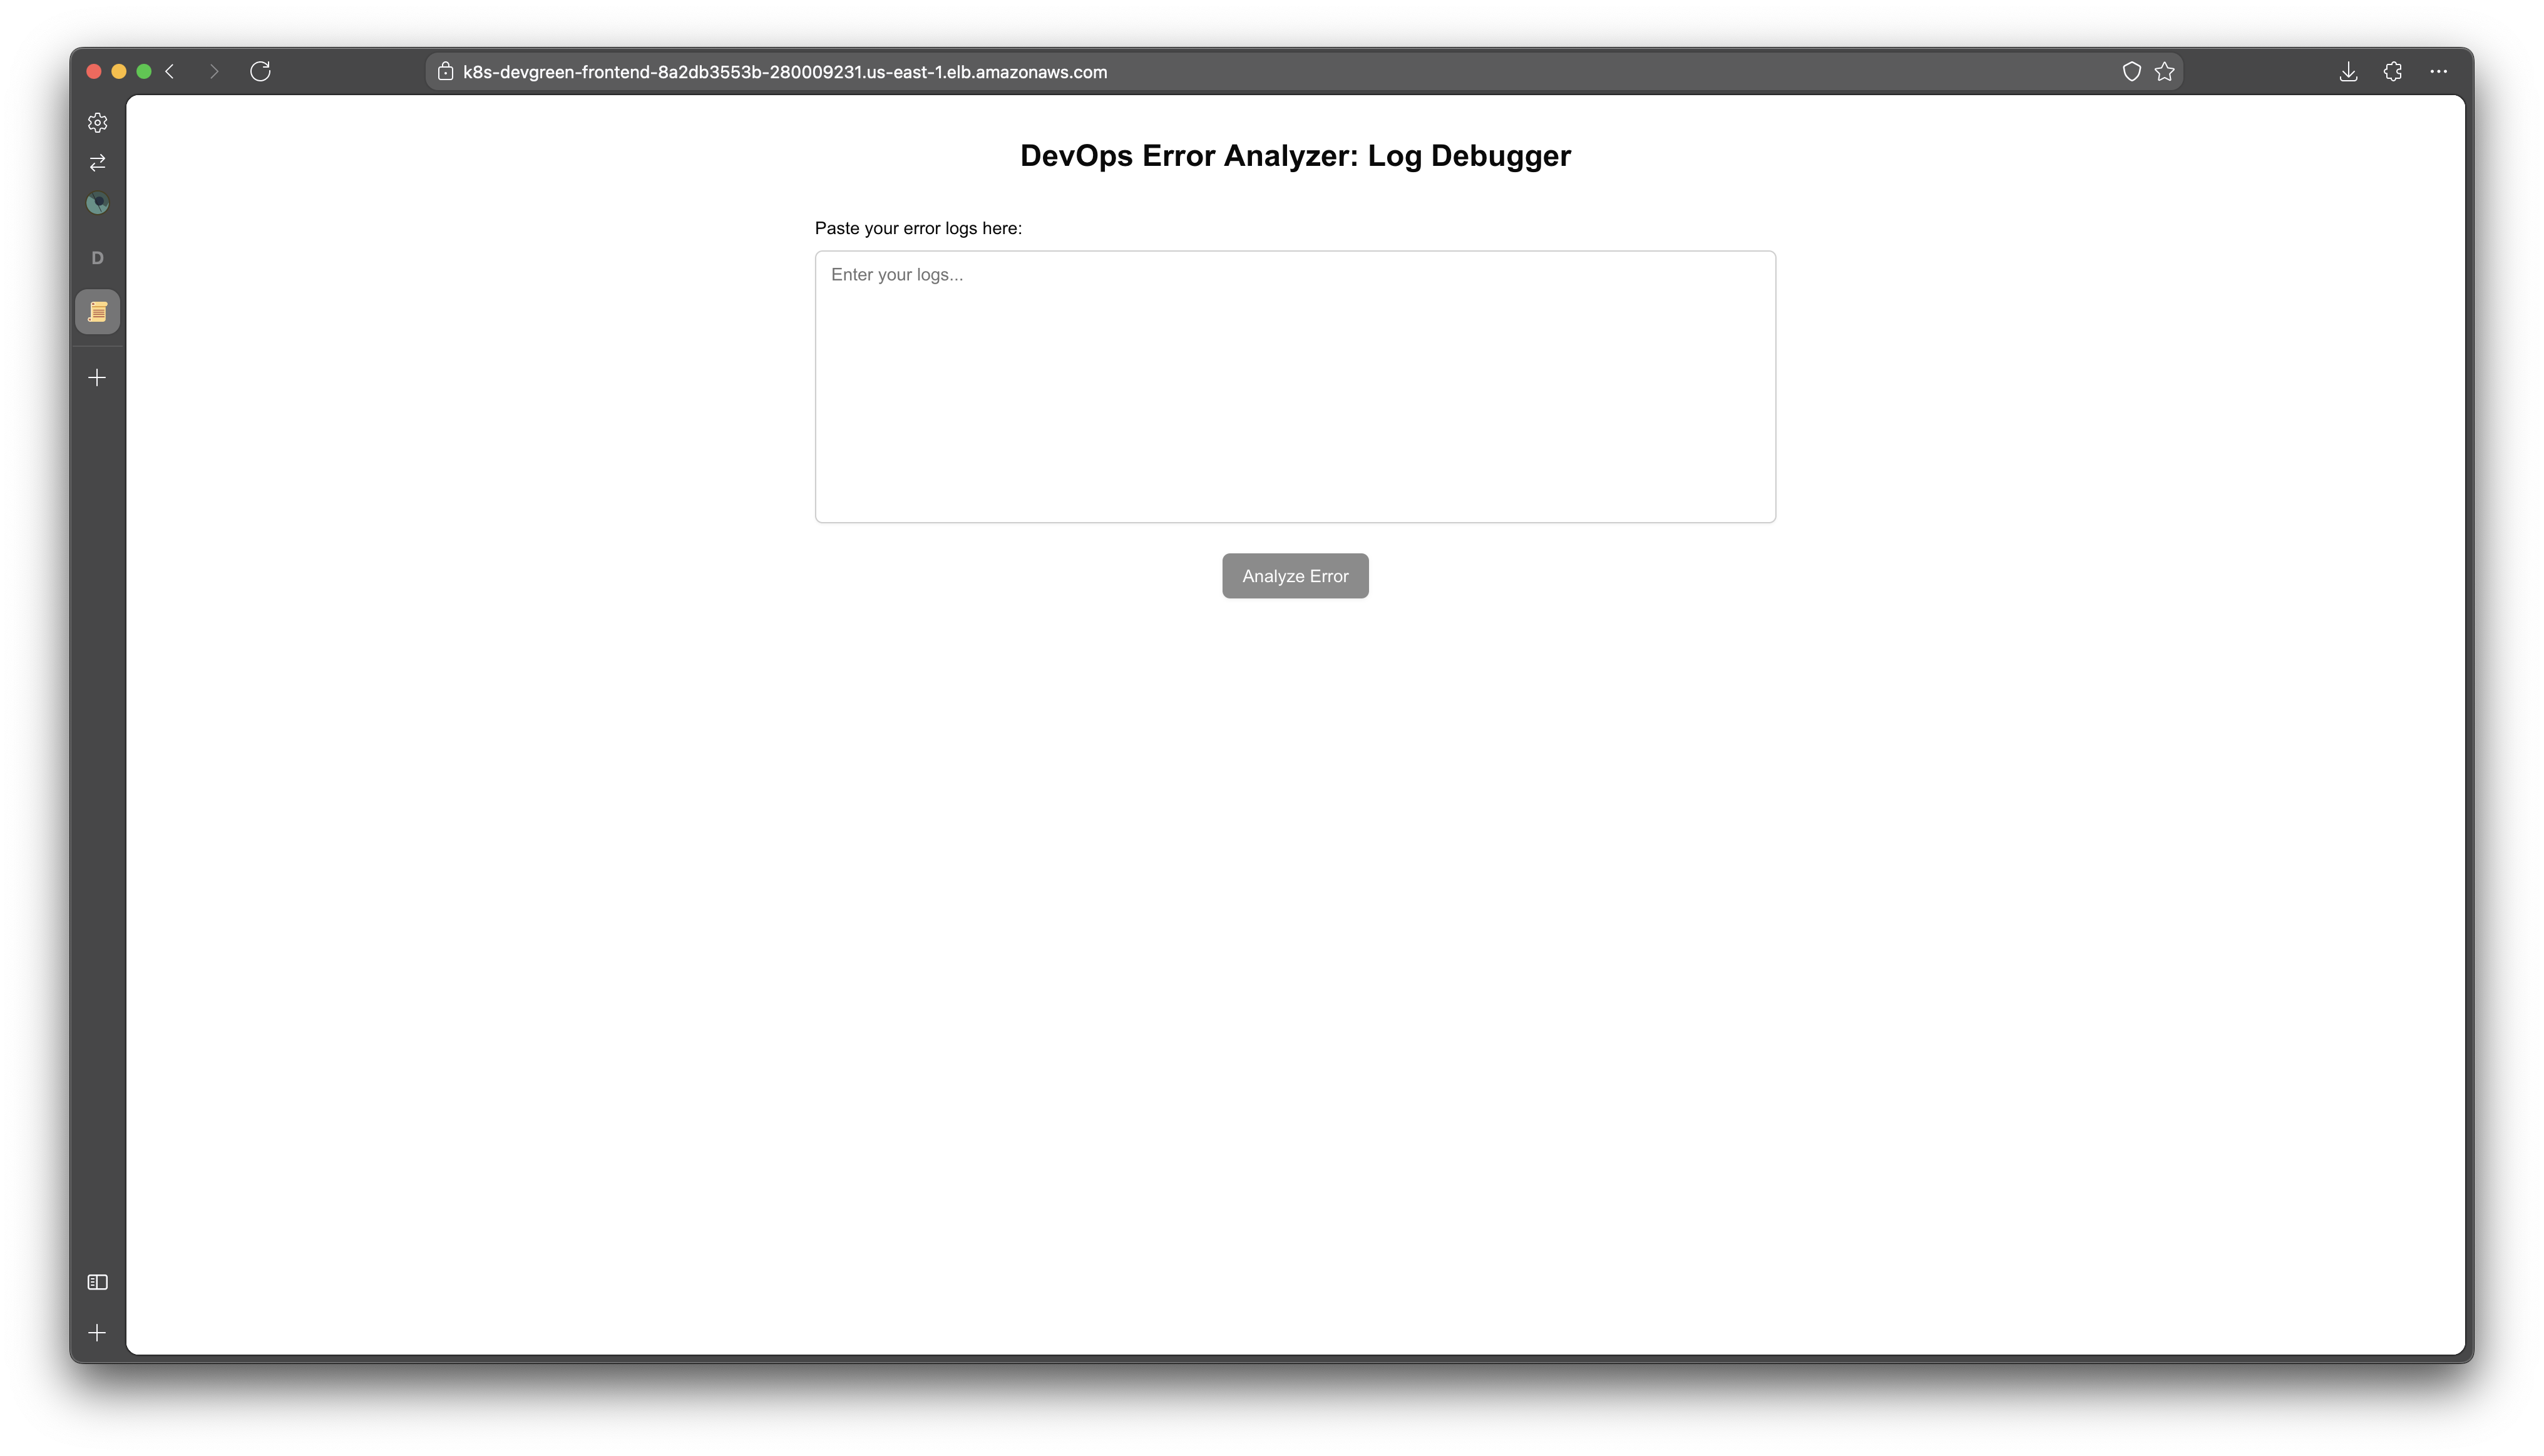 k8s-devgreen-frontend-8a2db3553b-280009231.us-east-1.elb.amazonaws.com
D
DevOps Error Analyzer: Log Debugger
Paste your error logs here:
Enter your logs...
Analyze Error